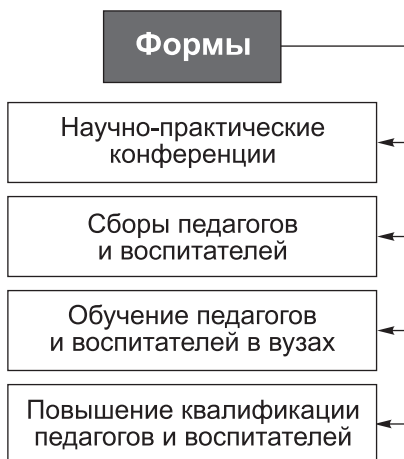 Формы
Научно-практические
конференции
Сборы педагогов
и воспитателей
Обучение педагогов
и воспитателей в вузах
Повышение квалификации
педагогов и воспитателей